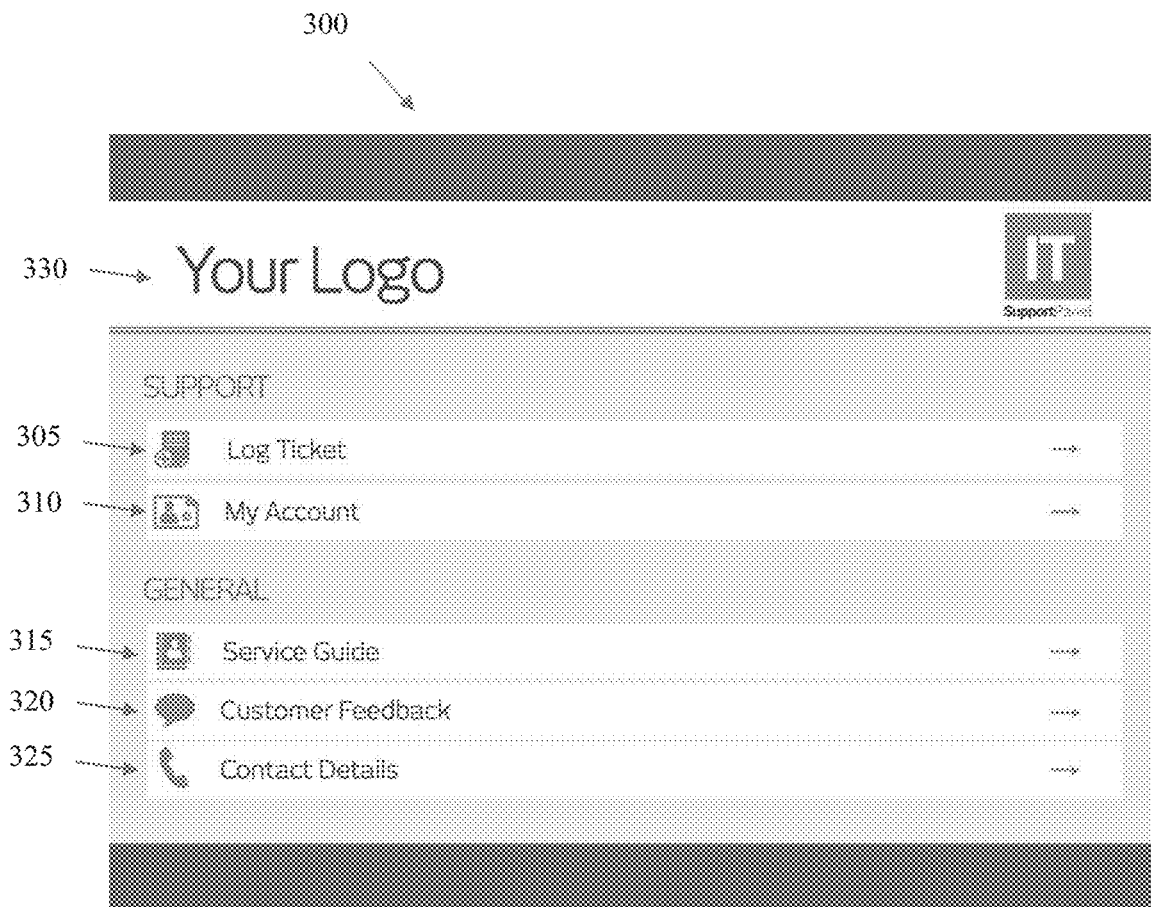 300
330 Your Logo IT
Support
SUPPORT
305 Log Ticket
310 My Account
GENERAL
315 Service Guide
320 Customer Feedback
325 Contact Details